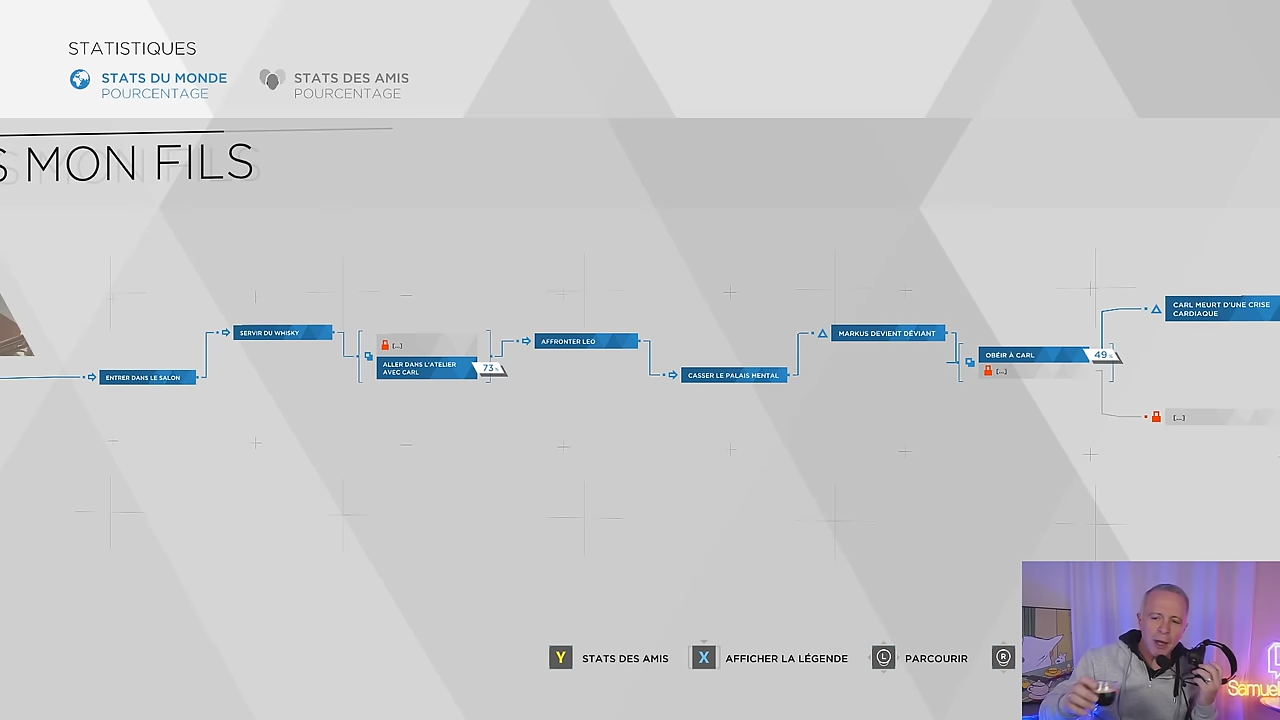 STATISTIQUES
STATS DU MONDE
POURCENTAGE
STATS DES AMIS
POURCENTAGE
S MON FILS
ENTRER DANS LE SALON
SERVIR DU WHISKY
[...]
ALLER DANS L'ATELIER
AVEC CARL
73%
AFFRONTER LEO
CASSER LE PALAIS MENTAL
MARKUS DEVIENT DÉVIANT
OBÉIR À CARL
49%
[...]
CARL MEURT D'UNE CRISE
CARDIAQUE
[...]
Y STATS DES AMIS
X AFFICHER LA LÉGENDE
L PARCOURIR
R
Samuel